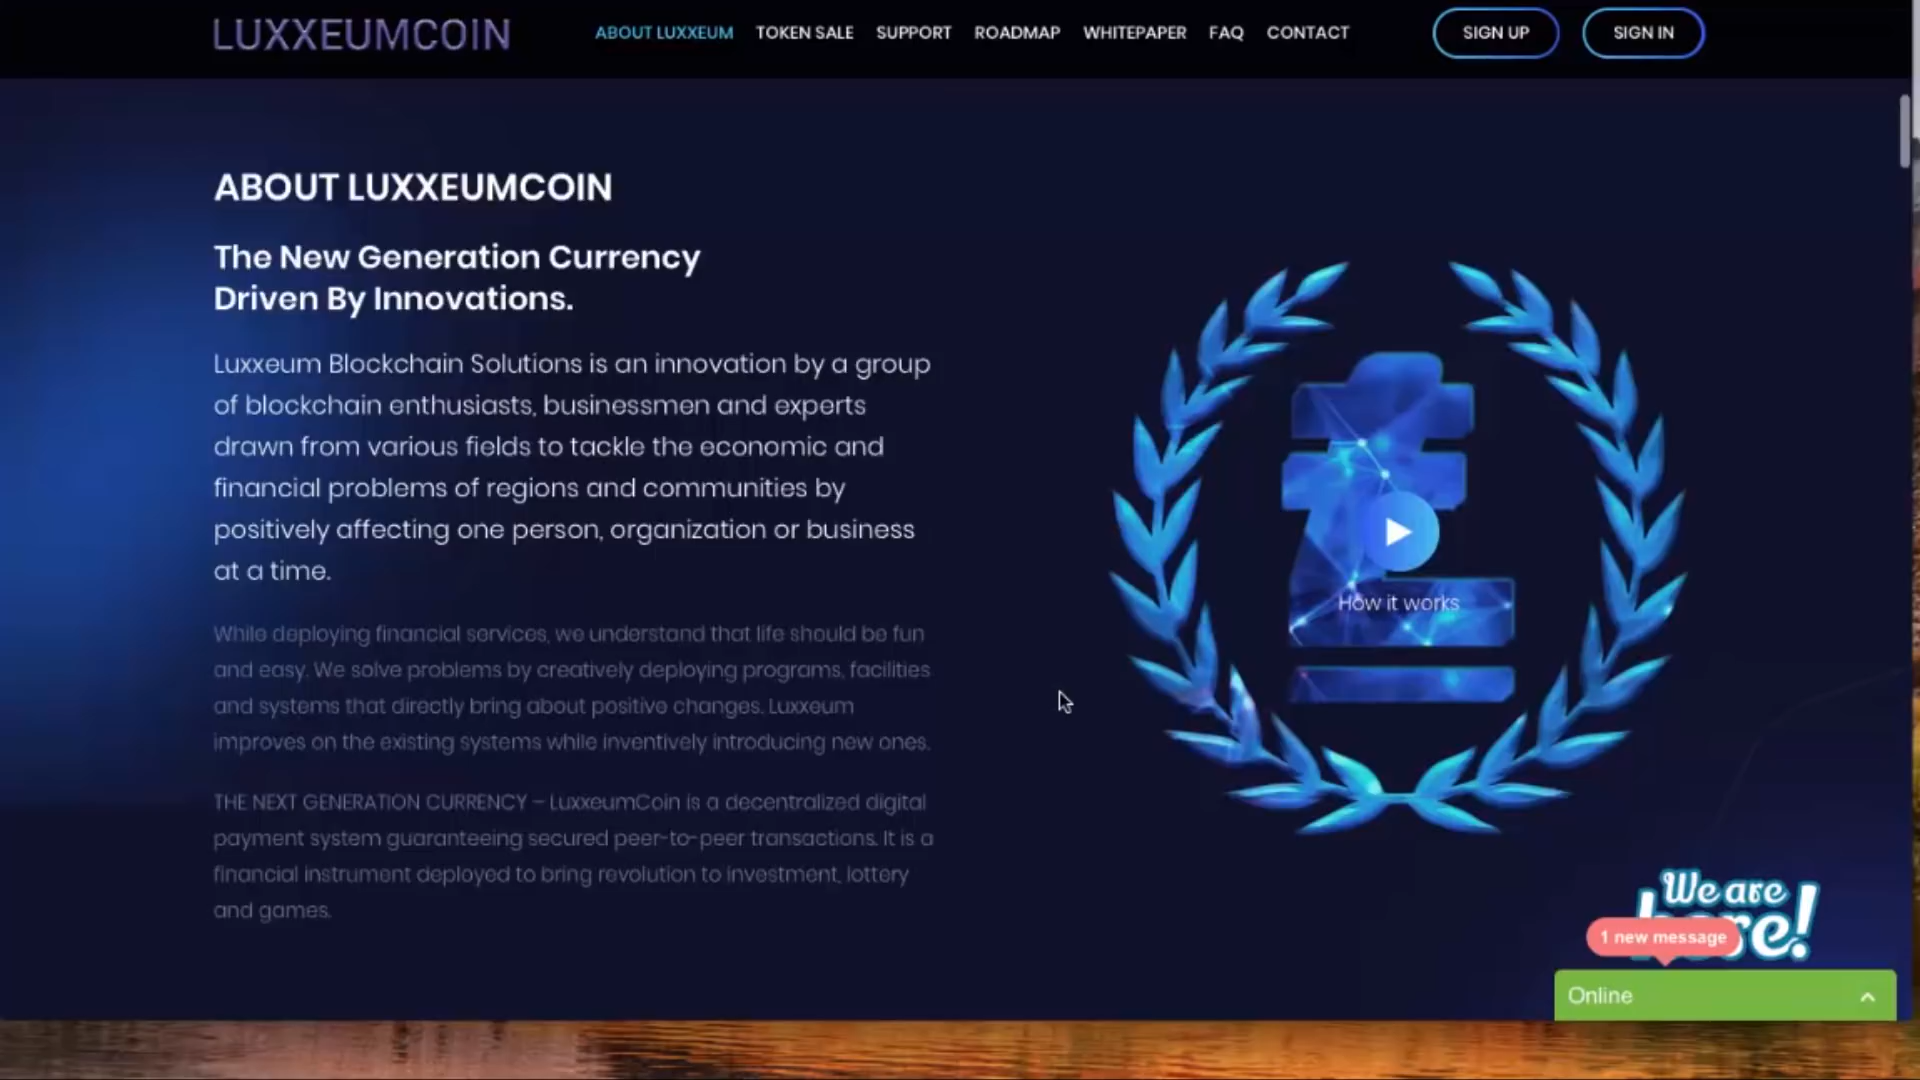 LUXXEUMCOIN
ABOUT LUXXEUM TOKEN SALE SUPPORT ROADMAP WHITEPAPER FAQ CONTACT SIGN UP SIGN IN
ABOUT LUXXEUMCOIN
The New Generation Currency
Driven By Innovations.
Luxxeum Blockchain Solutions is an innovation by a group
of blockchain enthusiasts, businessmen and experts
drawn from various fields to tackle the economic and
financial problems of regions and communities by
positively affecting one person, organization or business
at a time.
While deploying financial services, we understand that life should be fun
and easy. We solve problems by creatively deploying programs, facilities
and systems that directly bring about positive changes. Luxxeum
improves on the existing systems while inventively introducing new ones.
THE NEXT GENERATION CURRENCY – LuxxeumCoin is a decentralized digital
payment system guaranteeing secured peer-to-peer transactions. It is a
financial instrument deployed to bring revolution to investment, lottery
and games.
How it works
We are
here!
1 new message
Online